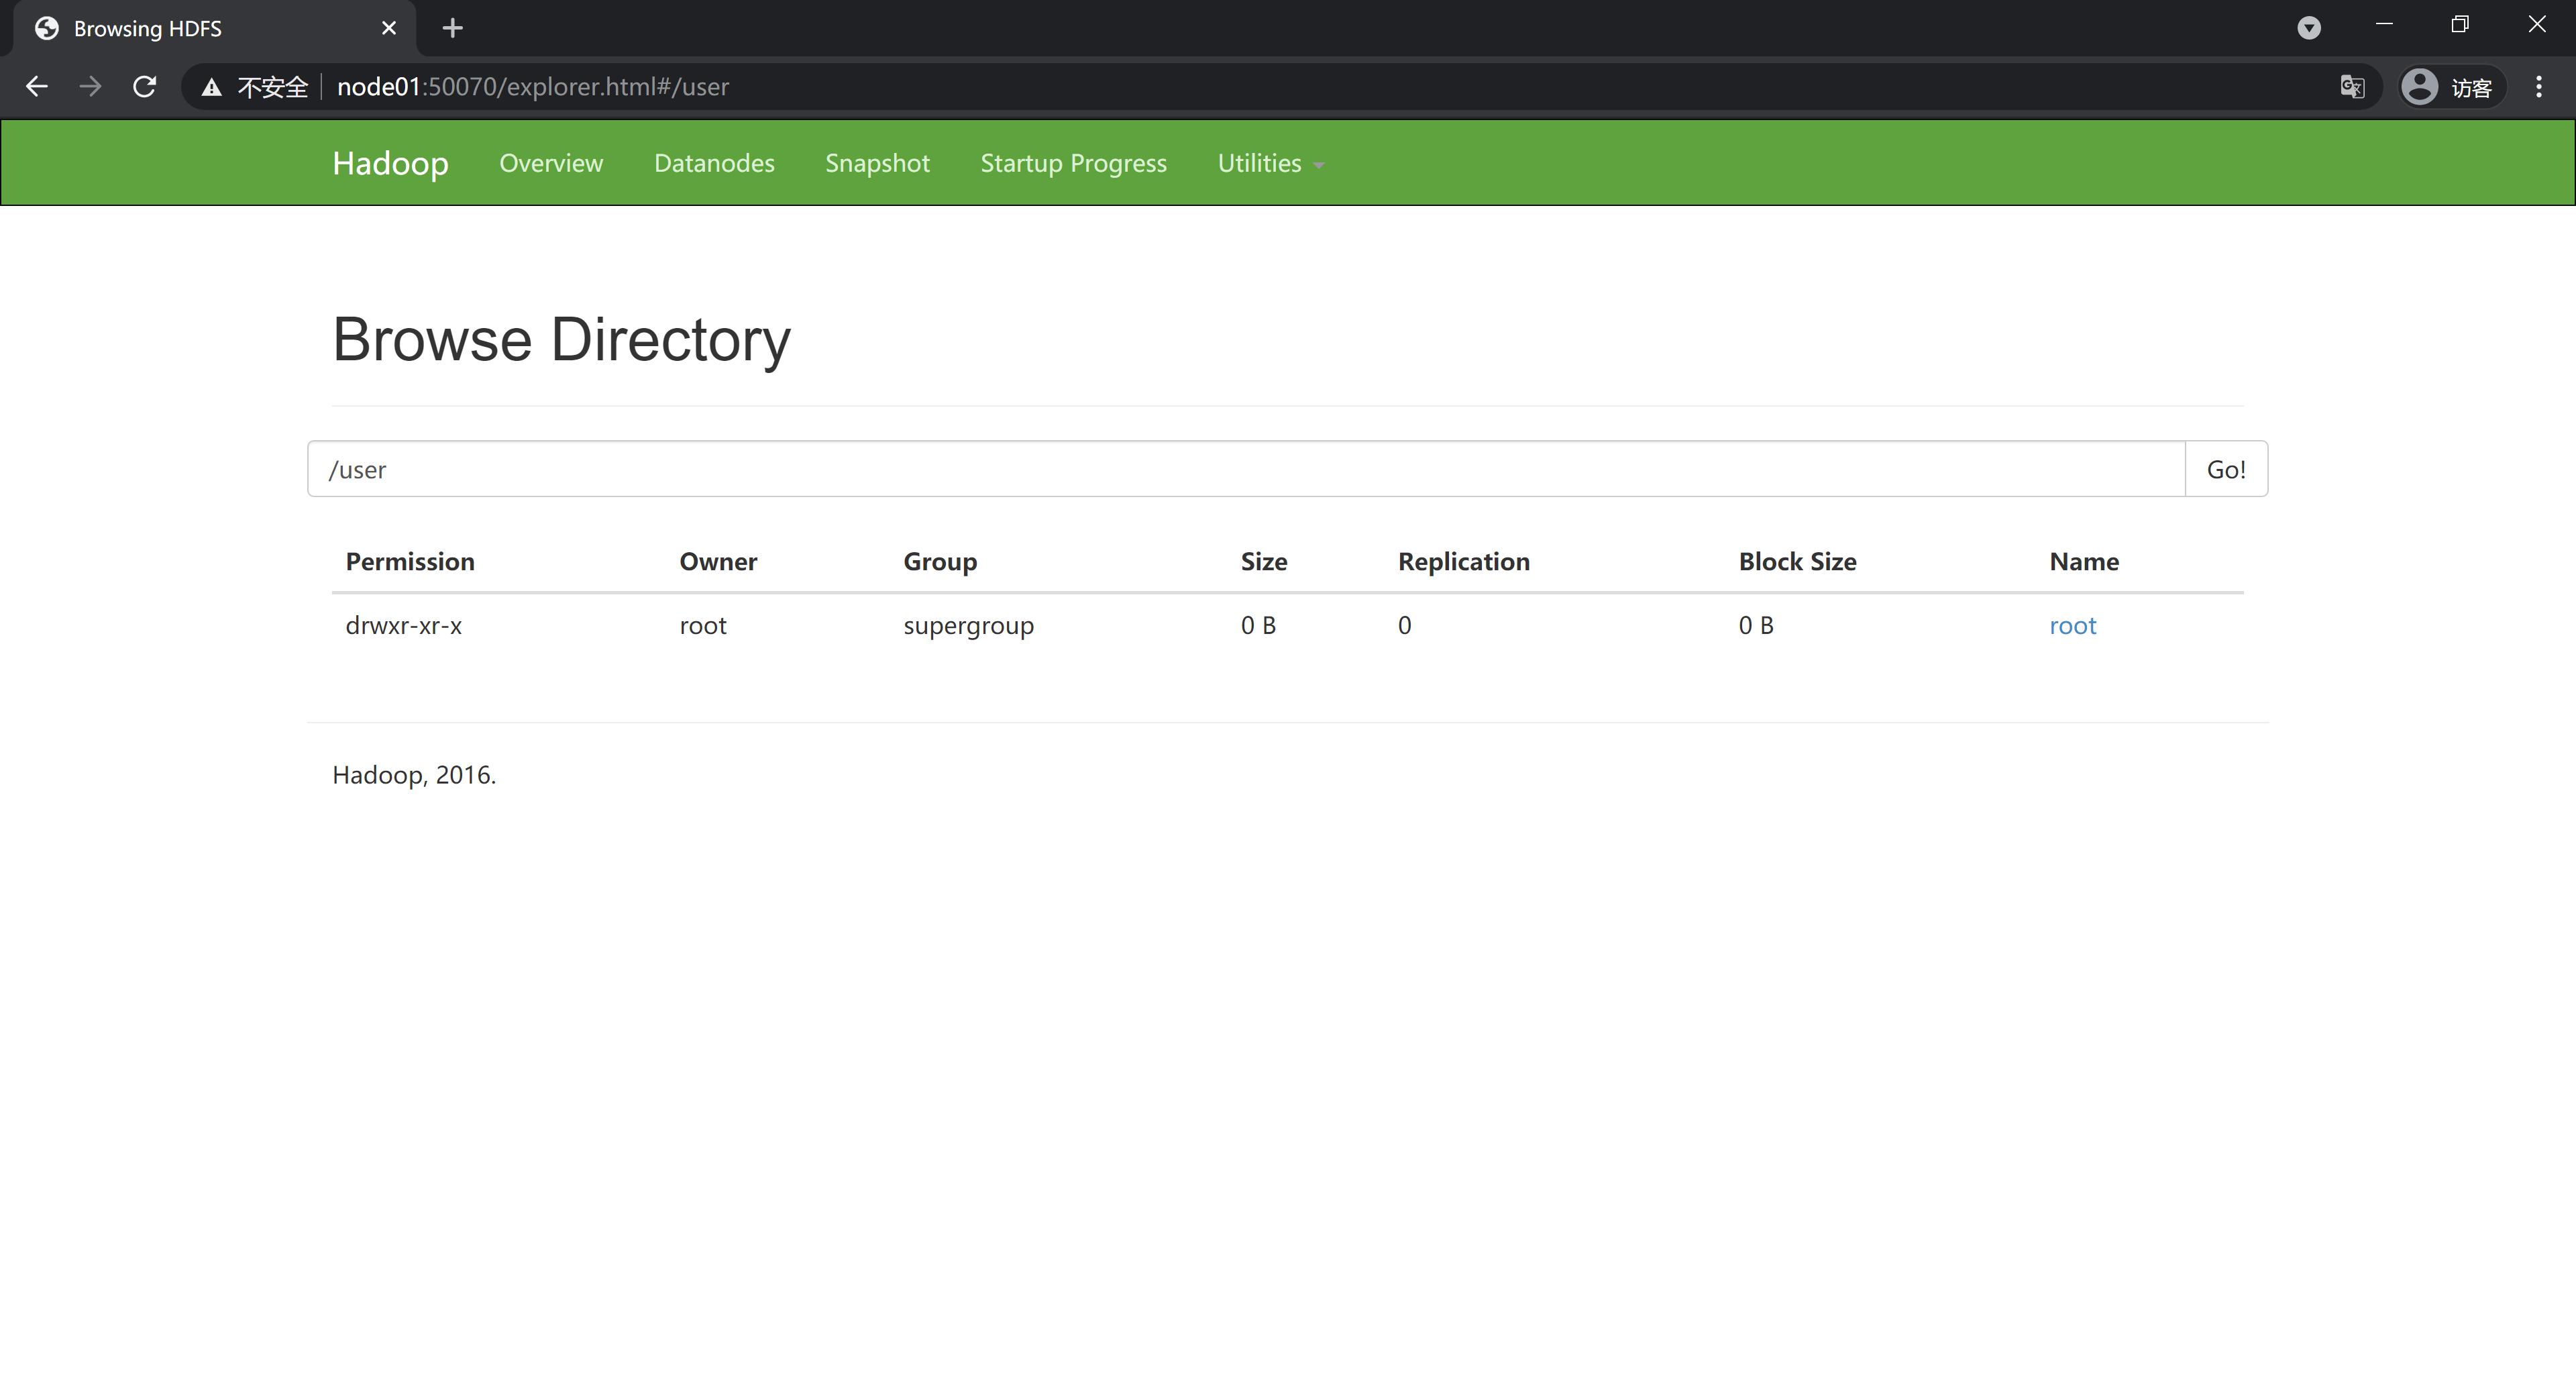 Browsing HDFS
不安全 node01:50070/explorer.html#/user 访客
Hadoop Overview Datanodes Snapshot Startup Progress Utilities
Browse Directory
/user Go!
Permission Owner Group Size Replication Block Size Name
drwxr-xr-x root supergroup 0 B 0 0 B root
Hadoop, 2016.